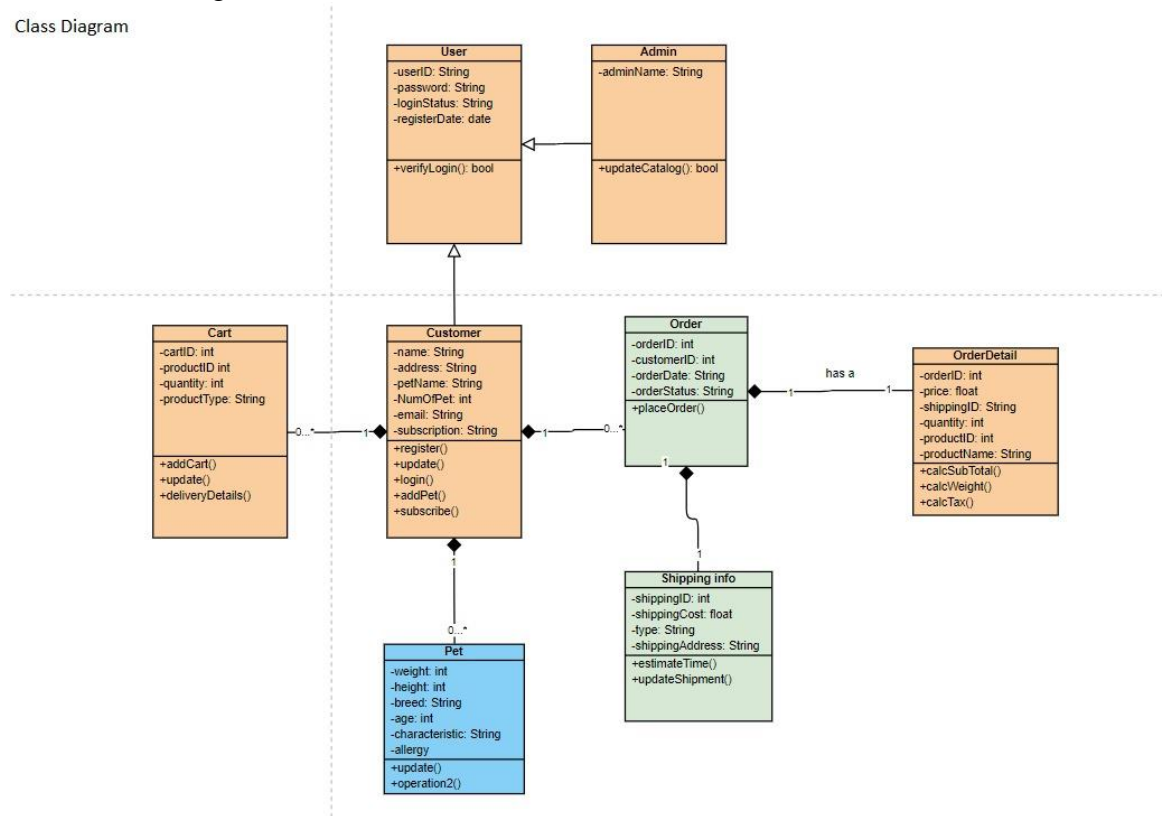 Class Diagram
User
-userID: String
-password: String
-loginStatus: String
-registerDate: date
+verifyLogin(): bool
Admin
-adminName: String
+updateCatalog(): bool
Cart
-cartID: int
-productID int
-quantity: int
-productType: String
+addCart()
+update()
+deliveryDetails()
0...*
1
Customer
-name: String
-address: String
-petName: String
-NumOfPet: int
-email: String
-subscription: String
+register()
+update()
+login()
+addPet()
+subscribe()
1
0...*
Order
-orderID: int
-customerID: int
-orderDate: String
-orderStatus: String
+placeOrder()
1
has a
1
OrderDetail
-orderID: int
-price: float
-shippingID: String
-quantity: int
-productID: int
-productName: String
+calcSubTotal()
+calcWeight()
+calcTax()
1
1
Shipping info
-shippingID: int
-shippingCost: float
-type: String
-shippingAddress: String
+estimateTime()
+updateShipment()
1
0...*
Pet
-weight: int
-height: int
-breed: String
-age: int
-characteristic: String
-allergy
+update()
+operation2()